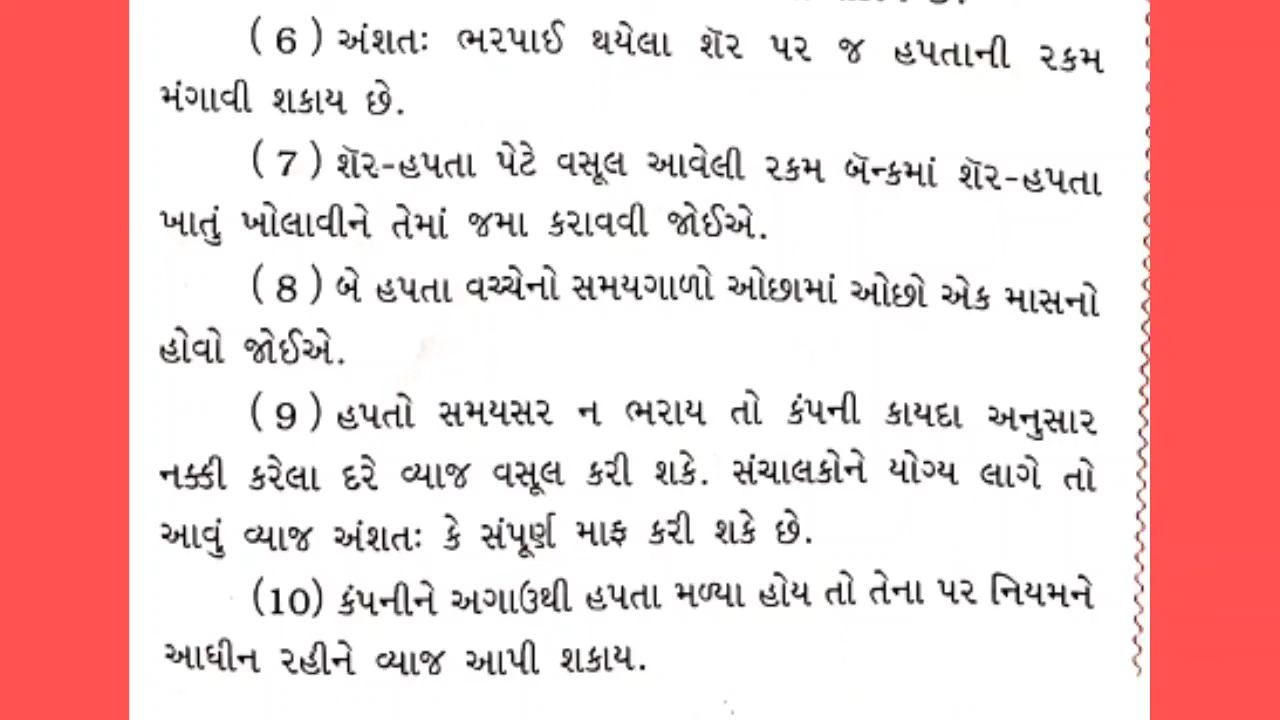 (6) અંશતઃ ભરપાઈ થયેલા શૅર પર જ હપતાની રકમ
મંગાવી શકાય છે.
(7) શૅર-હપતા પેટે વસૂલ આવેલી રકમ બૅન્કમાં શૅર-હપતા
ખાતું ખોલાવીને તેમાં જમા કરાવવી જોઈએ.
(8) બે હપતા વચ્ચેનો સમયગાળો ઓછામાં ઓછો એક માસનો
હોવો જોઈએ.
(9) હપતો સમયસર ન ભરાય તો કંપની કાયદા અનુસાર
નક્કી કરેલા દરે વ્યાજ વસૂલ કરી શકે. સંચાલકોને યોગ્ય લાગે તો
આવું વ્યાજ અંશતઃ કે સંપૂર્ણ માફ કરી શકે છે.
(10) કંપનીને અગાઉથી હપતા મળ્યા હોય તો તેના પર નિયમને
આધીન રહીને વ્યાજ આપી શકાય.